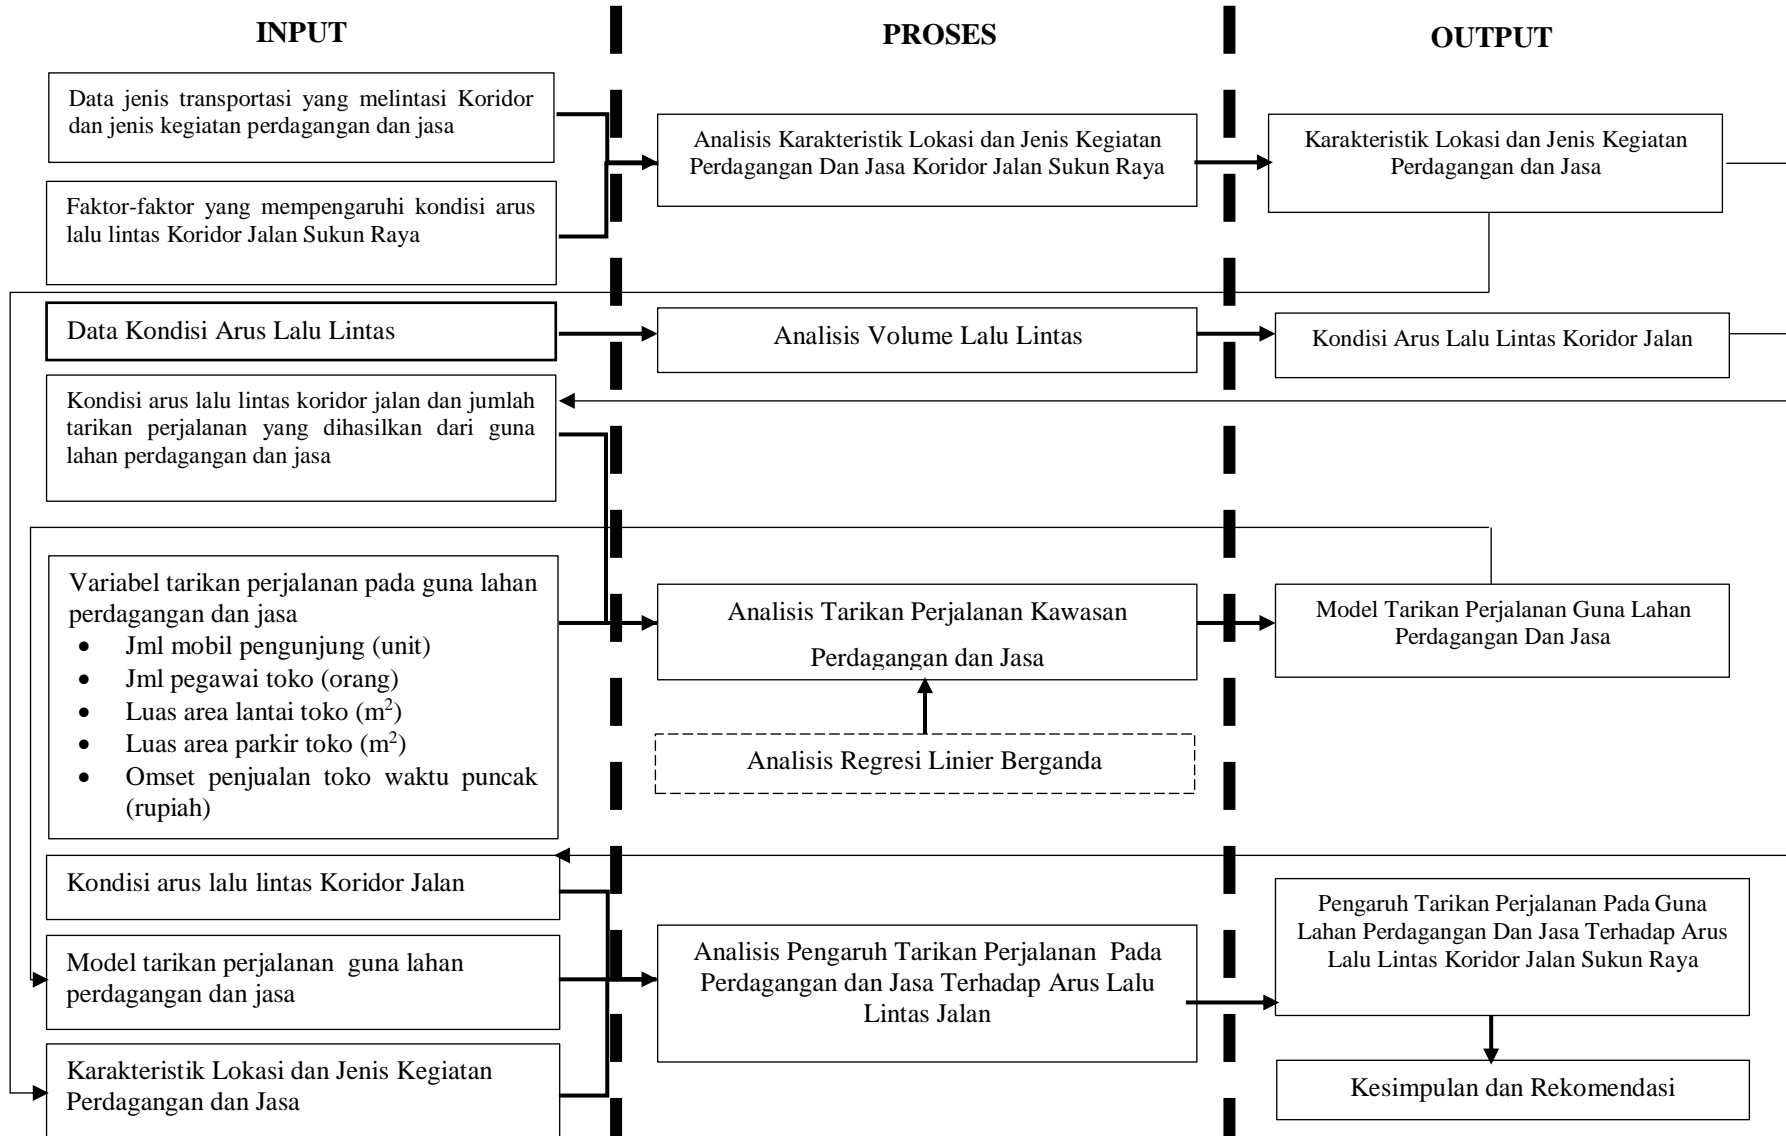 INPUT
PROSES
OUTPUT
Data jenis transportasi yang melintasi Koridor
dan jenis kegiatan perdagangan dan jasa
Analisis Karakteristik Lokasi dan Jenis Kegiatan
Perdagangan Dan Jasa Koridor Jalan Sukun Raya
Karakteristik Lokasi dan Jenis Kegiatan
Perdagangan dan Jasa
Faktor-faktor yang mempengaruhi kondisi arus
lalu lintas Koridor Jalan Sukun Raya
Data Kondisi Arus Lalu Lintas
Analisis Volume Lalu Lintas
Kondisi Arus Lalu Lintas Koridor Jalan
Kondisi arus lalu lintas koridor jalan dan jumlah
tarikan perjalanan yang dihasilkan dari guna
lahan perdagangan dan jasa
Variabel tarikan perjalanan pada guna lahan
perdagangan dan jasa
• Jml mobil pengunjung (unit)
• Jml pegawai toko (orang)
• Luas area lantai toko (m²)
• Luas area parkir toko (m²)
• Omset penjualan toko waktu puncak
(rupiah)
Analisis Tarikan Perjalanan Kawasan
Perdagangan dan Jasa
Model Tarikan Perjalanan Guna Lahan
Perdagangan Dan Jasa
Analisis Regresi Linier Berganda
Kondisi arus lalu lintas Koridor Jalan
Model tarikan perjalanan guna lahan
perdagangan dan jasa
Karakteristik Lokasi dan Jenis Kegiatan
Perdagangan dan Jasa
Analisis Pengaruh Tarikan Perjalanan Pada
Perdagangan dan Jasa Terhadap Arus Lalu
Lintas Jalan
Pengaruh Tarikan Perjalanan Pada Guna
Lahan Perdagangan Dan Jasa Terhadap Arus
Lalu Lintas Koridor Jalan Sukun Raya
Kesimpulan dan Rekomendasi